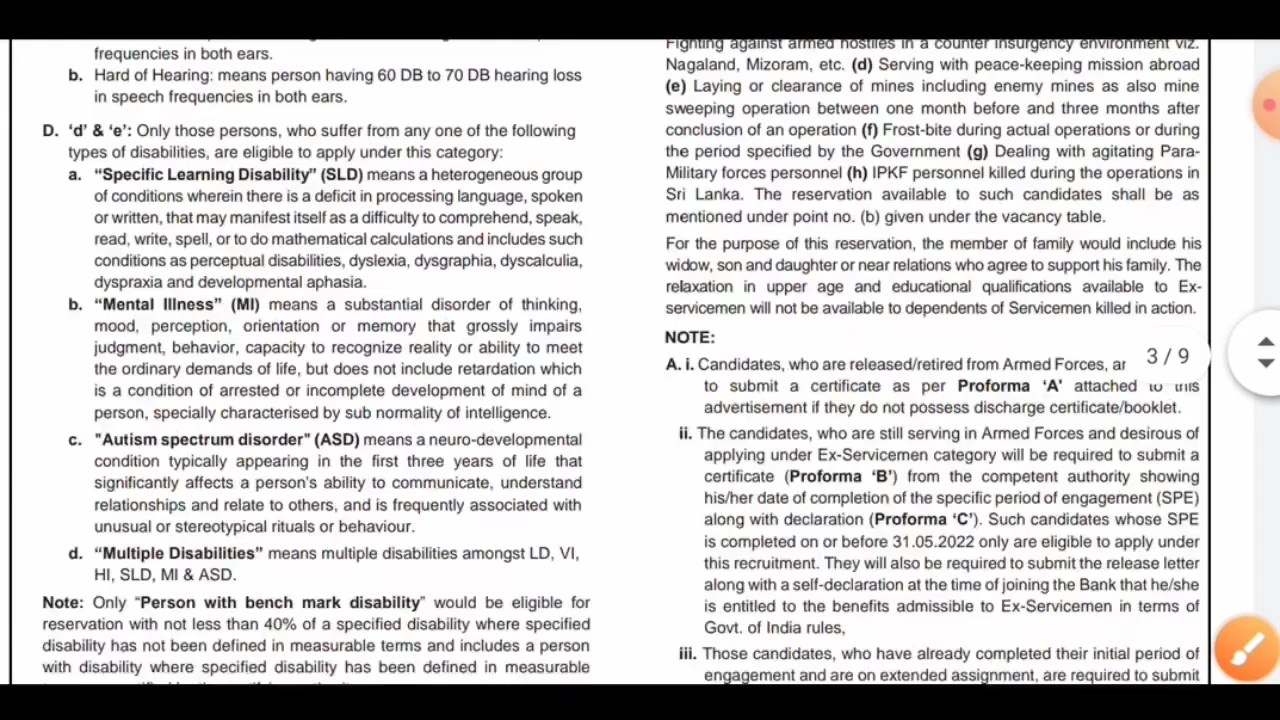 frequencies in both ears.
b. Hard of Hearing: means person having 60 DB to 70 DB hearing loss
in speech frequencies in both ears.
D. 'd' & 'e': Only those persons, who suffer from any one of the following
types of disabilities, are eligible to apply under this category:
a. “Specific Learning Disability” (SLD) means a heterogeneous group
of conditions wherein there is a deficit in processing language, spoken
or written, that may manifest itself as a difficulty to comprehend, speak,
read, write, spell, or to do mathematical calculations and includes such
conditions as perceptual disabilities, dyslexia, dysgraphia, dyscalculia,
dyspraxia and developmental aphasia.
b. “Mental Illness” (MI) means a substantial disorder of thinking,
mood, perception, orientation or memory that grossly impairs
judgment, behavior, capacity to recognize reality or ability to meet
the ordinary demands of life, but does not include retardation which
is a condition of arrested or incomplete development of mind of a
person, specially characterised by sub normality of intelligence.
c. "Autism spectrum disorder" (ASD) means a neuro-developmental
condition typically appearing in the first three years of life that
significantly affects a person's ability to communicate, understand
relationships and relate to others, and is frequently associated with
unusual or stereotypical rituals or behaviour.
d. “Multiple Disabilities” means multiple disabilities amongst LD, VI,
HI, SLD, MI & ASD.
Note: Only “Person with bench mark disability” would be eligible for
reservation with not less than 40% of a specified disability where specified
disability has not been defined in measurable terms and includes a person
with disability where specified disability has been defined in measurable
Fighting against armed hostiles in a counter insurgency environment viz.
Nagaland, Mizoram, etc. (d) Serving with peace-keeping mission abroad
(e) Laying or clearance of mines including enemy mines as also mine
sweeping operation between one month before and three months after
conclusion of an operation (f) Frost-bite during actual operations or during
the period specified by the Government (g) Dealing with agitating Para-
Military forces personnel (h) IPKF personnel killed during the operations in
Sri Lanka. The reservation available to such candidates shall be as
mentioned under point no. (b) given under the vacancy table.
For the purpose of this reservation, the member of family would include his
widow, son and daughter or near relations who agree to support his family. The
relaxation in upper age and educational qualifications available to Ex-
servicemen will not be available to dependents of Servicemen killed in action.
NOTE:
A. i. Candidates, who are released/retired from Armed Forces, ar
to submit a certificate as per Proforma 'A' attached to this
advertisement if they do not possess discharge certificate/booklet.
ii. The candidates, who are still serving in Armed Forces and desirous of
applying under Ex-Servicemen category will be required to submit a
certificate (Proforma 'B') from the competent authority showing
his/her date of completion of the specific period of engagement (SPE)
along with declaration (Proforma 'C'). Such candidates whose SPE
is completed on or before 31.05.2022 only are eligible to apply under
this recruitment. They will also be required to submit the release letter
along with a self-declaration at the time of joining the Bank that he/she
is entitled to the benefits admissible to Ex-Servicemen in terms of
Govt. of India rules,
iii. Those candidates, who have already completed their initial period of
engagement and are on extended assignment, are required to submit
3/9